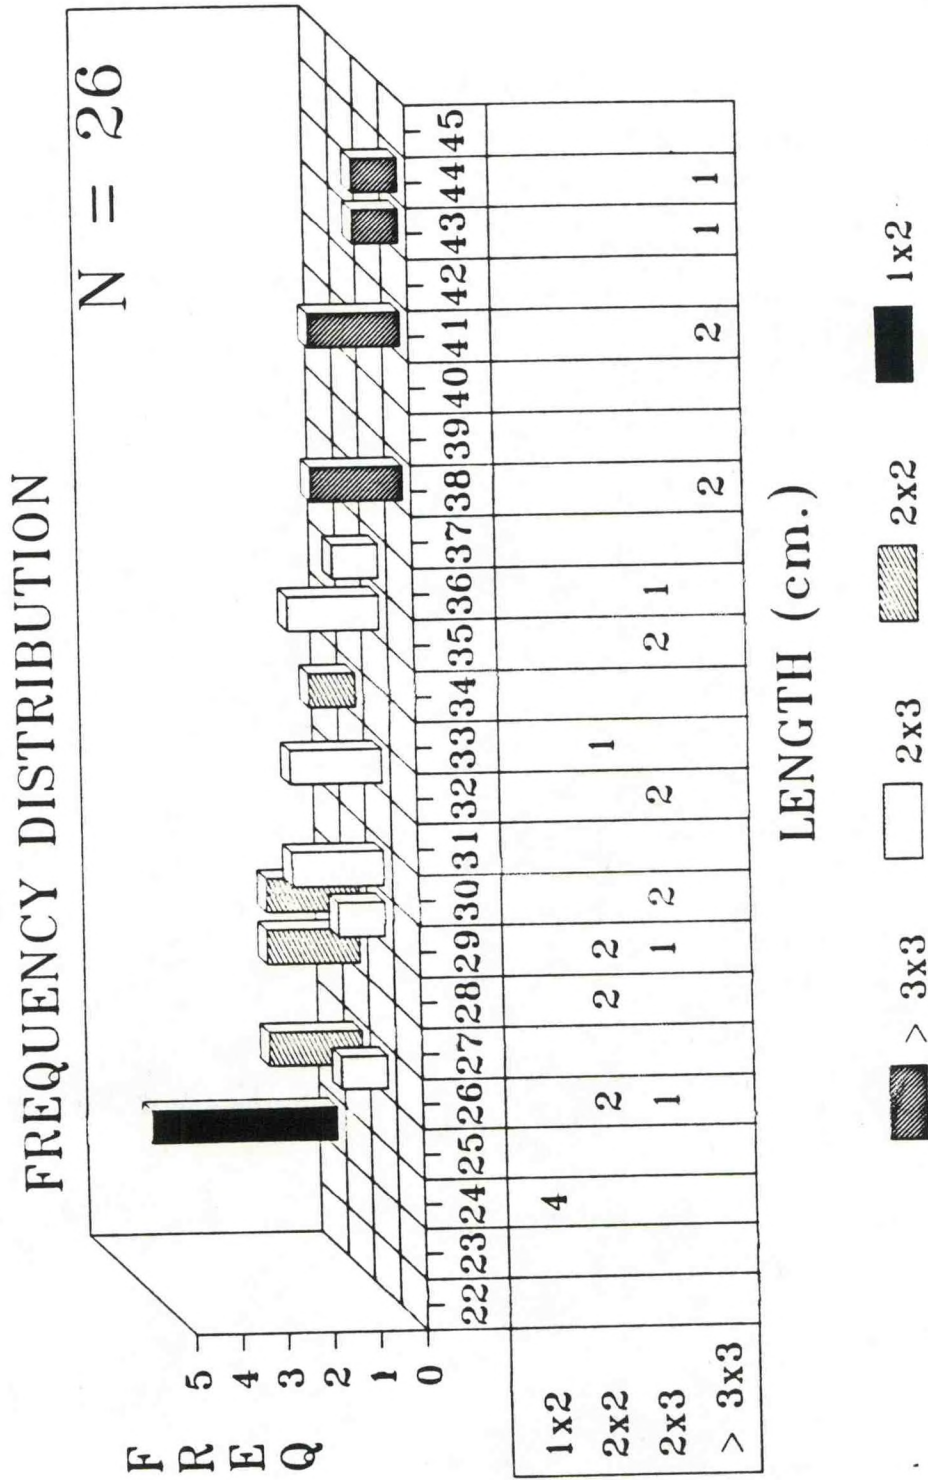 FREQUENCY DISTRIBUTION
N = 26
F
R
E
Q
5
4
3
2
1
0
22 23 24 25 26 27 28 29 30 31 32 33 34 35 36 37 38 39 40 41 42 43 44 45
1x2 4
2x2 2 2 2 1
2x3 1 1 2 2 2 1
> 3x3 2 2 1 1
LENGTH (cm.)
> 3x3 2x3 2x2 1x2